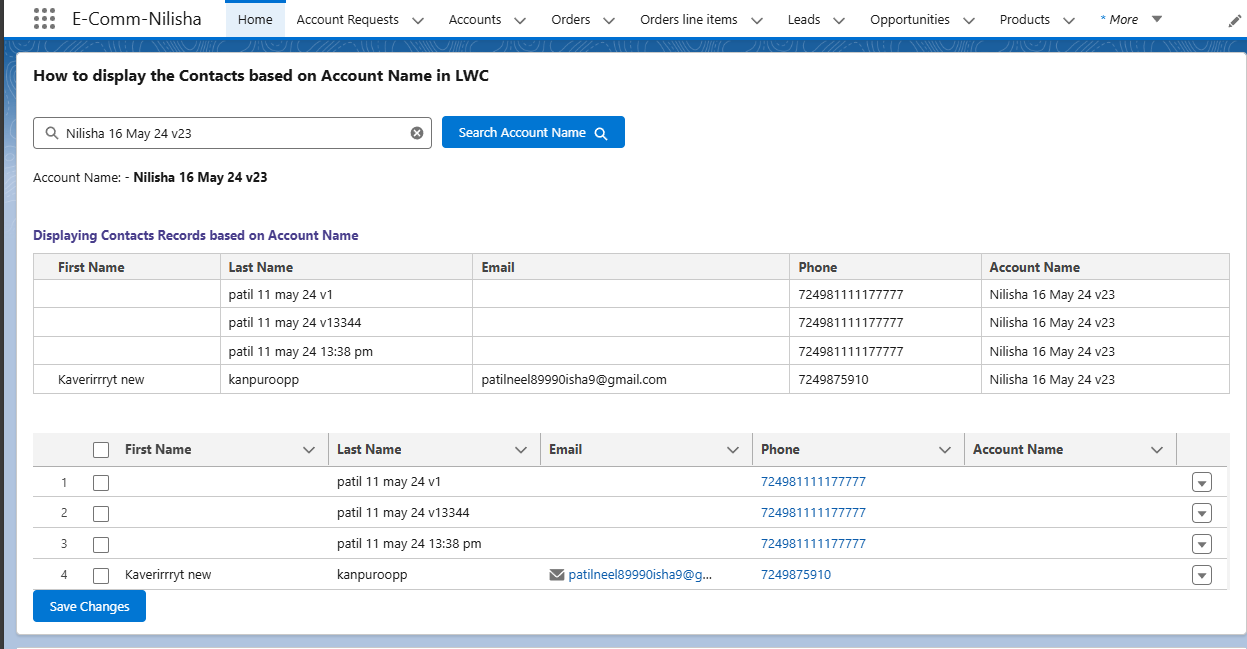 E-Comm-Nilisha Home Account Requests Accounts Orders Orders line items Leads Opportunities Products * More
How to display the Contacts based on Account Name in LWC
Nilisha 16 May 24 v23 Search Account Name
Account Name: - Nilisha 16 May 24 v23
Displaying Contacts Records based on Account Name
First Name Last Name Email Phone Account Name
patil 11 may 24 v1 724981111177777 Nilisha 16 May 24 v23
patil 11 may 24 v13344 724981111177777 Nilisha 16 May 24 v23
patil 11 may 24 13:38 pm 724981111177777 Nilisha 16 May 24 v23
Kaverirrryt new kanpuroopp patilneel89990isha9@gmail.com 7249875910 Nilisha 16 May 24 v23
First Name Last Name Email Phone Account Name
1 patil 11 may 24 v1 724981111177777
2 patil 11 may 24 v13344 724981111177777
3 patil 11 may 24 13:38 pm 724981111177777
4 Kaverirrryt new kanpuroopp patilneel89990isha9@g... 7249875910
Save Changes